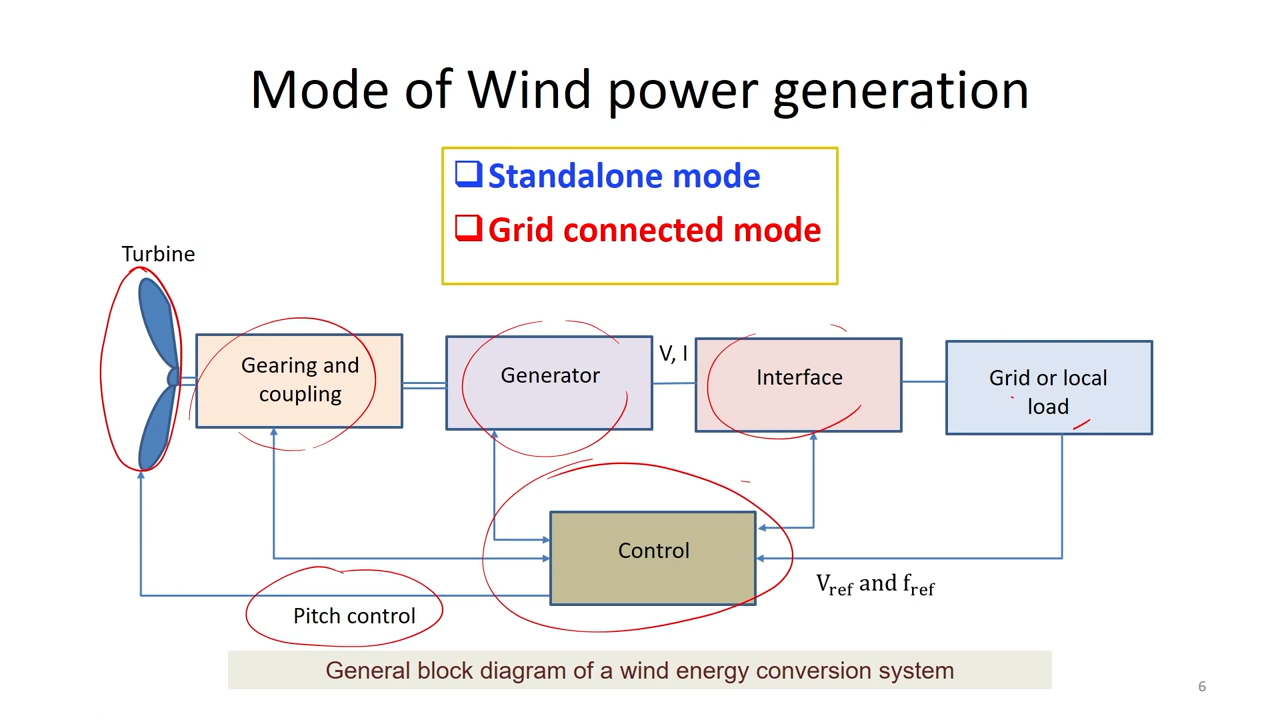 Mode of Wind power generation
Standalone mode
Grid connected mode
Turbine
Gearing and
coupling
Generator
V, I
Interface
Grid or local
load
Control
Vref and fref
Pitch control
General block diagram of a wind energy conversion system
6